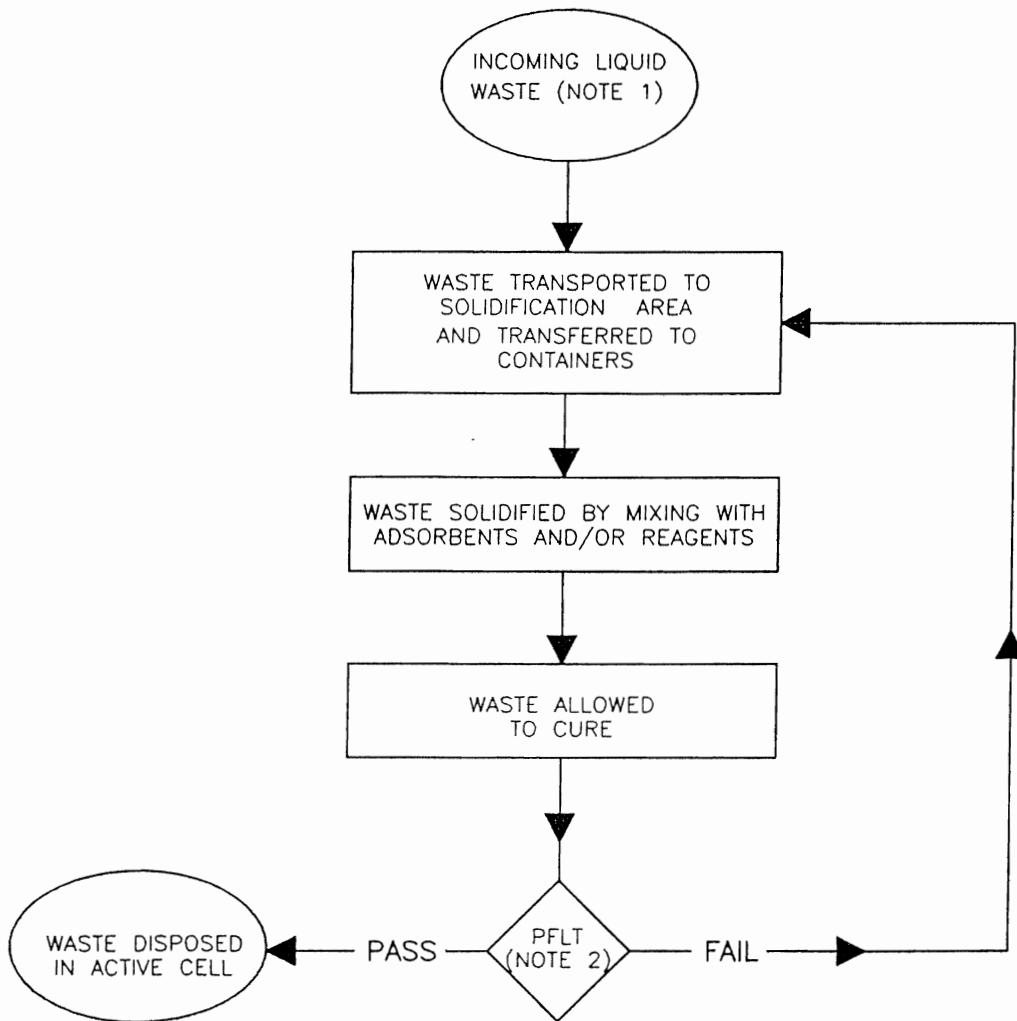 INCOMING LIQUID
WASTE (NOTE 1)
WASTE TRANSPORTED TO
SOLIDIFICATION AREA
AND TRANSFERRED TO
CONTAINERS
WASTE SOLIDIFIED BY MIXING WITH
ADSORBENTS AND/OR REAGENTS
WASTE ALLOWED
TO CURE
PFLT
(NOTE 2)
PASS
FAIL
WASTE DISPOSED
IN ACTIVE CELL